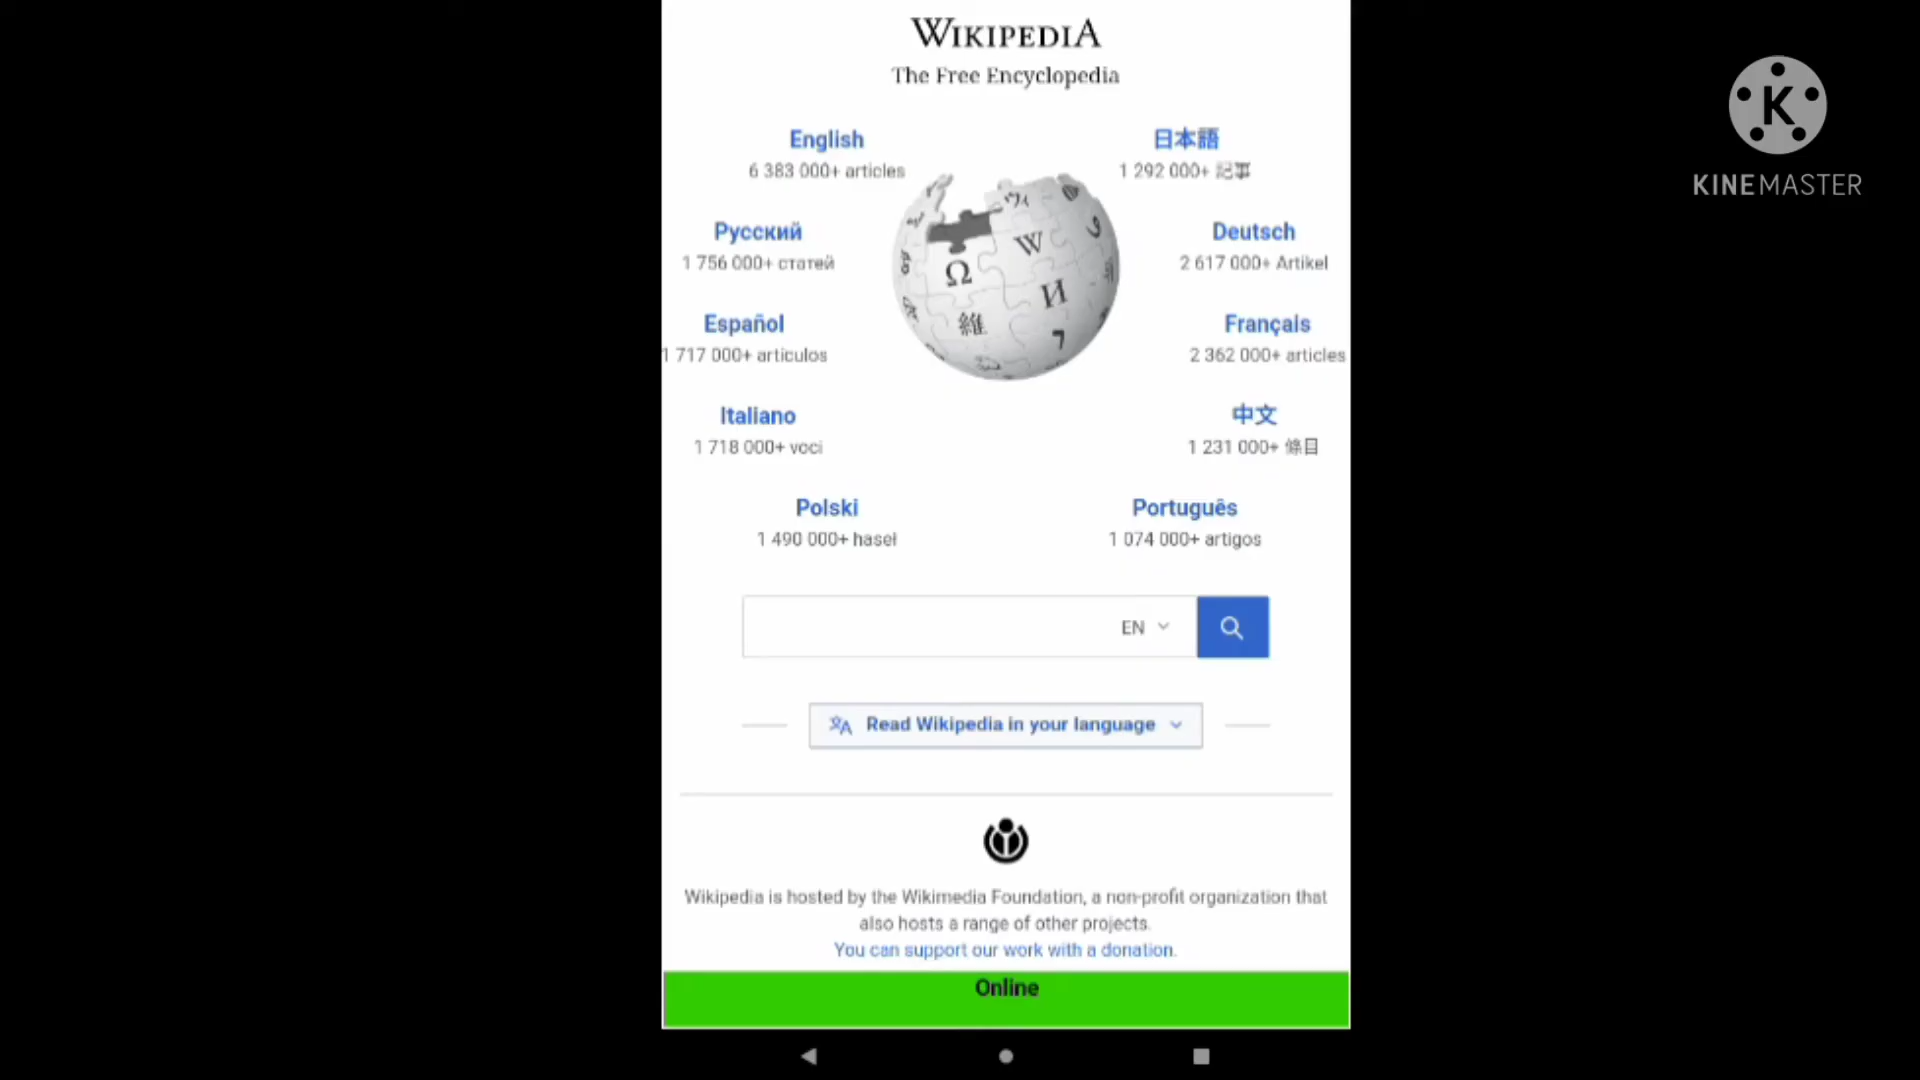 WIKIPEDIA
The Free Encyclopedia
English
6 383 000+ articles
日本語
1 292 000+ 記事
Русский
1 756 000+ статей
Deutsch
2 617 000+ Artikel
Español
1 717 000+ artículos
Français
2 362 000+ articles
Italiano
1 718 000+ voci
中文
1 231 000+ 條目
Polski
1 490 000+ haseł
Português
1 074 000+ artigos
Ω W И 維 ウィ 7
EN
Read Wikipedia in your language
Wikipedia is hosted by the Wikimedia Foundation, a non-profit organization that
also hosts a range of other projects.
You can support our work with a donation.
Online
K
KINEMASTER